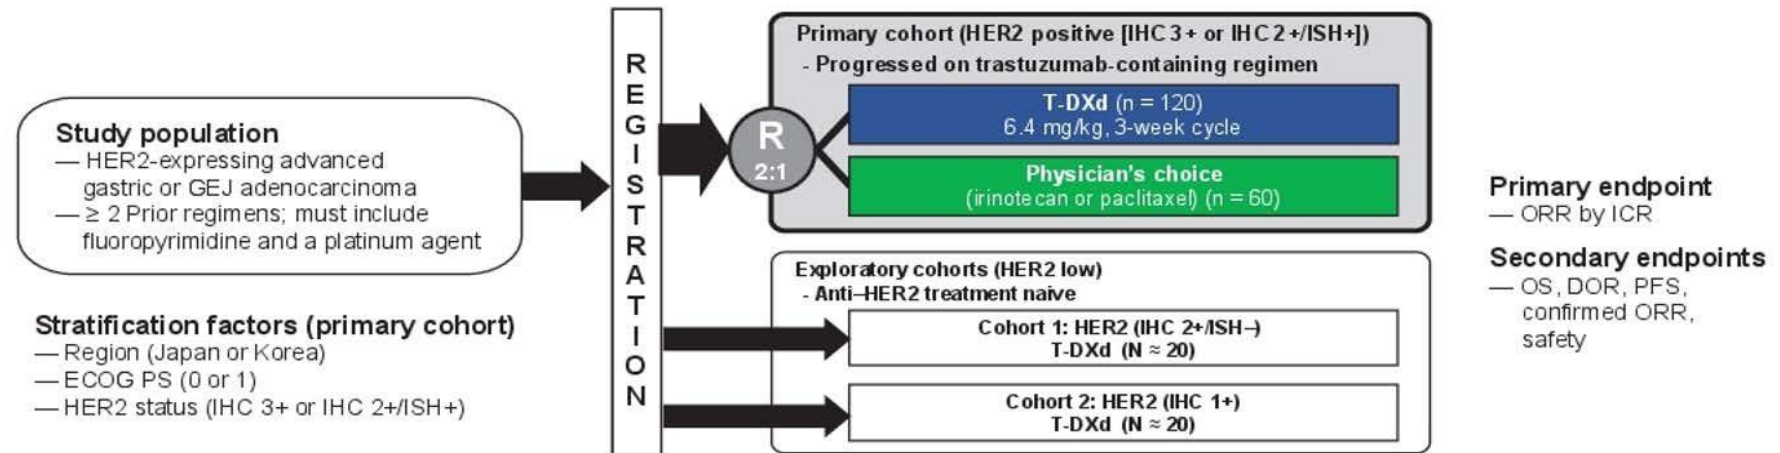 Study population
— HER2-expressing advanced
gastric or GEJ adenocarcinoma
— ≥ 2 Prior regimens; must include
fluoropyrimidine and a platinum agent
Stratification factors (primary cohort)
— Region (Japan or Korea)
— ECOG PS (0 or 1)
— HER2 status (IHC 3+ or IHC 2+/ISH+)
REGISTRATION
R
2:1
Primary cohort (HER2 positive [IHC 3+ or IHC 2+/ISH+])
- Progressed on trastuzumab-containing regimen
T-DXd (n = 120)
6.4 mg/kg, 3-week cycle
Physician's choice
(irinotecan or paclitaxel) (n = 60)
Exploratory cohorts (HER2 low)
- Anti–HER2 treatment naive
Cohort 1: HER2 (IHC 2+/ISH–)
T-DXd (N ≈ 20)
Cohort 2: HER2 (IHC 1+)
T-DXd (N ≈ 20)
Primary endpoint
— ORR by ICR
Secondary endpoints
— OS, DOR, PFS,
confirmed ORR,
safety